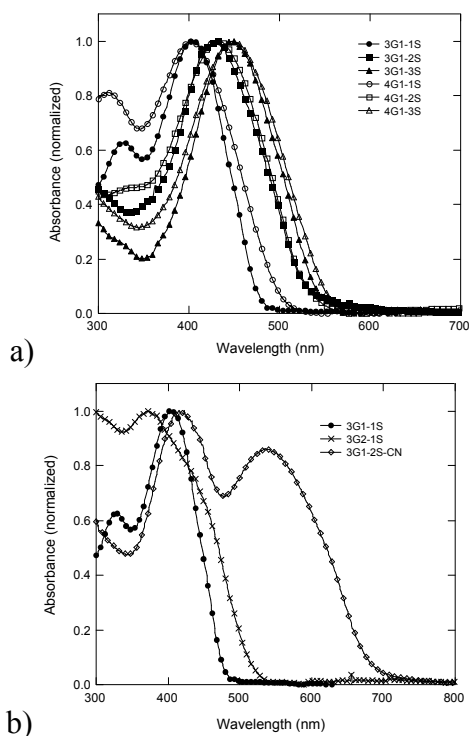 1.0
0.8
0.6
0.4
0.2
0.0
Absorbance (normalized)
3G1-1S
3G1-2S
3G1-3S
4G1-1S
4G1-2S
4G1-3S
300 400 500 600 700
Wavelength (nm)
a)
1.0
0.8
0.6
0.4
0.2
0.0
Absorbance (normalized)
3G1-1S
3G2-1S
3G1-2S-CN
300 400 500 600 700 800
Wavelength (nm)
b)